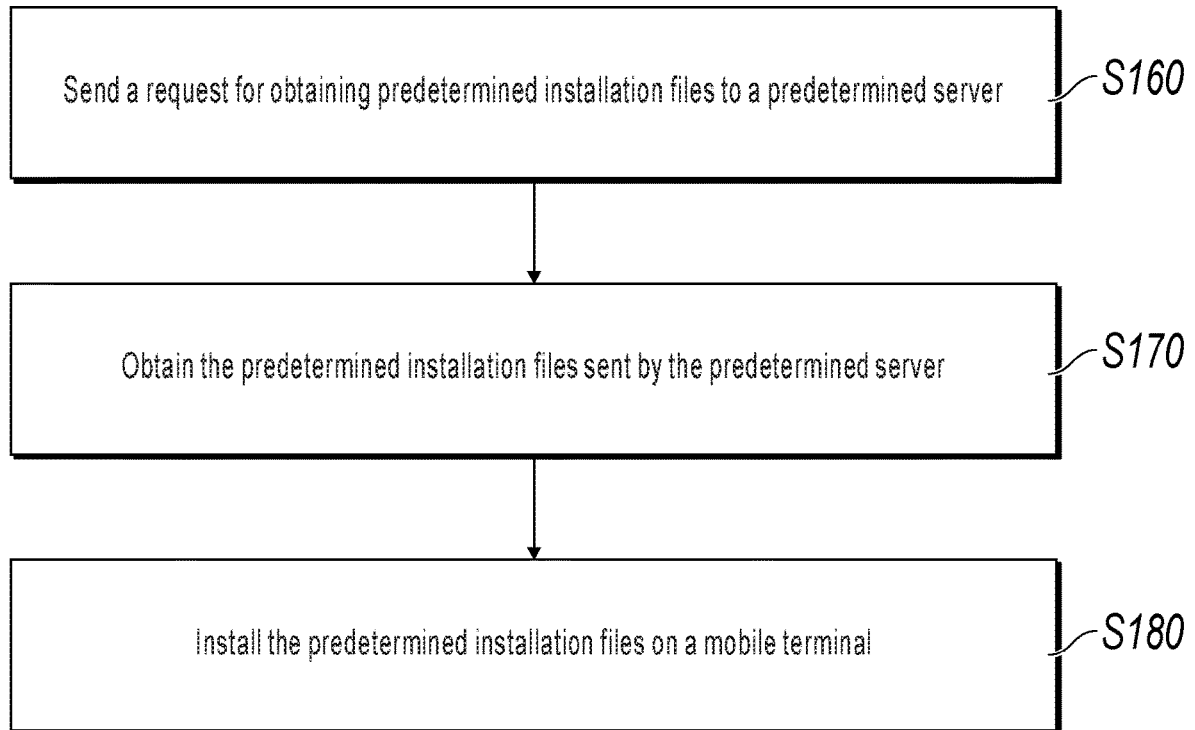 Send a request for obtaining predetermined installation files to a predetermined server
S160
Obtain the predetermined installation files sent by the predetermined server
S170
Install the predetermined installation files on a mobile terminal
S180